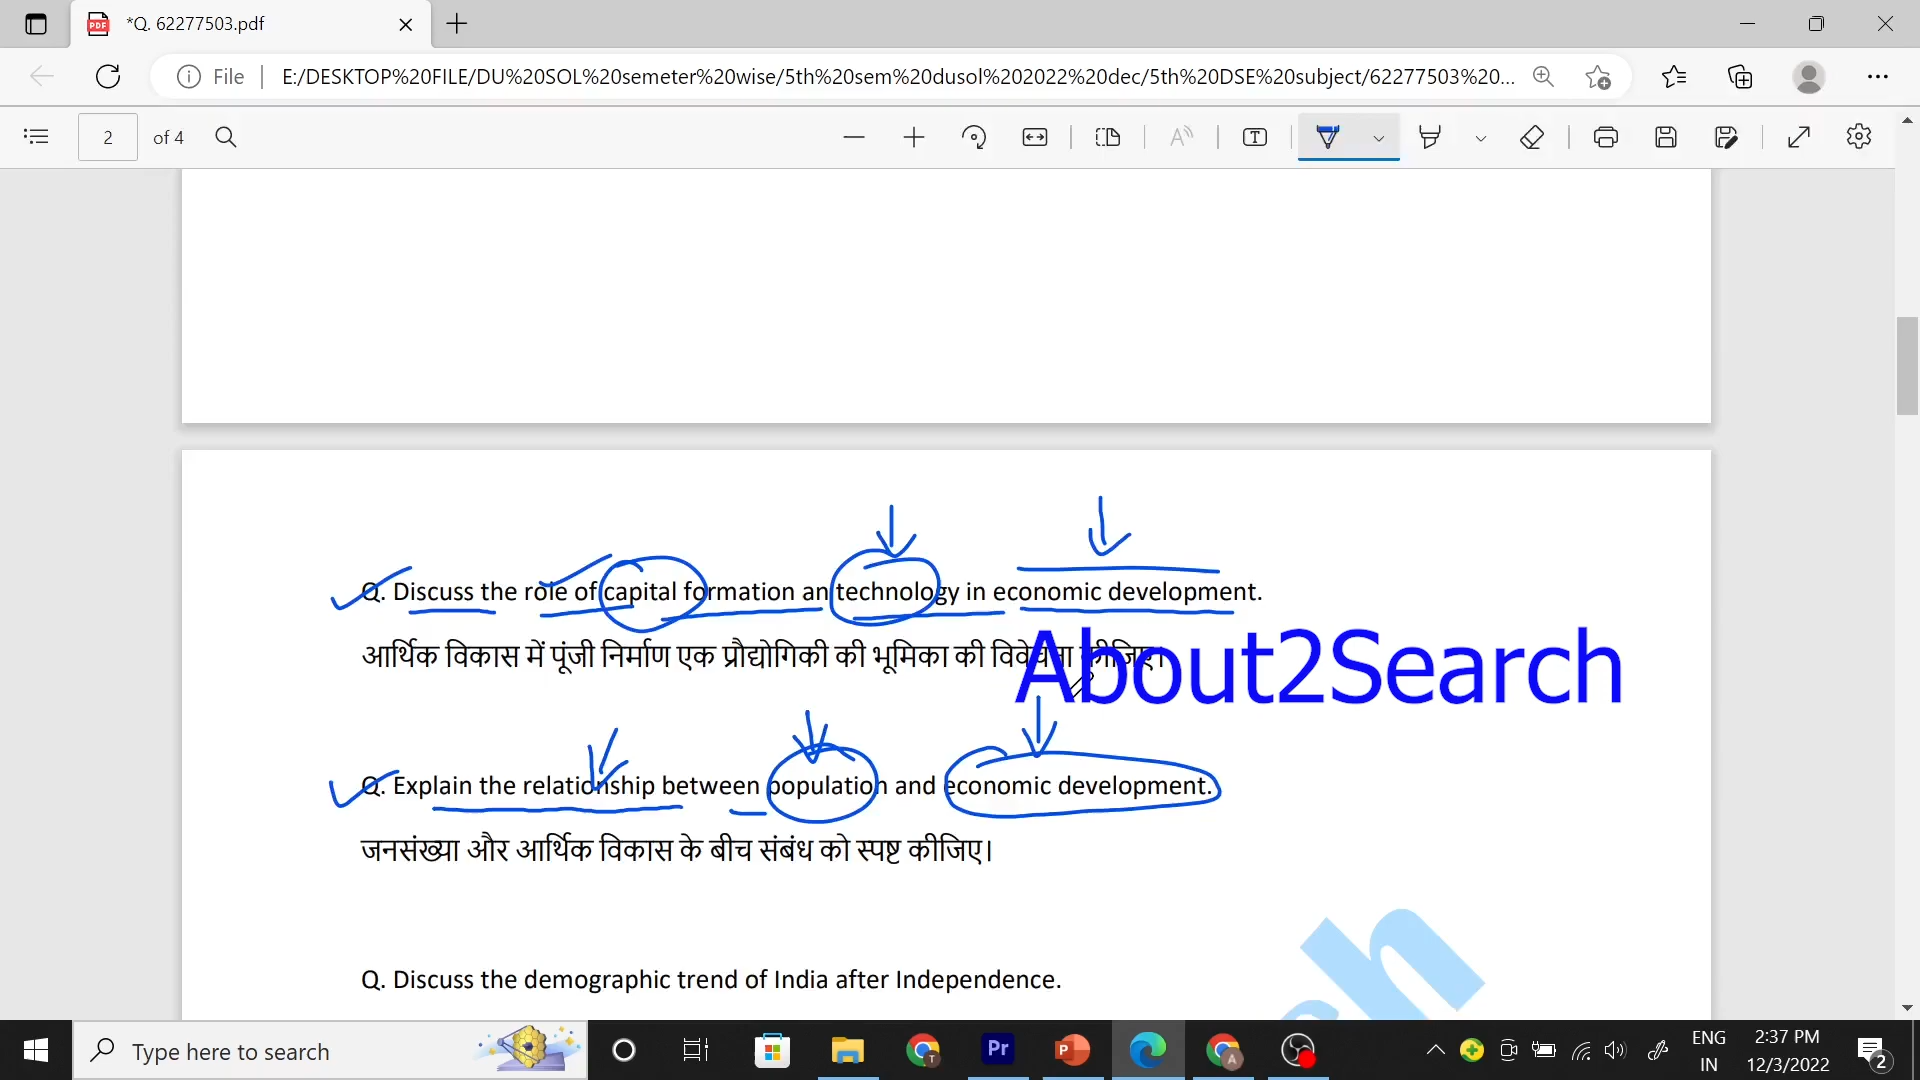 *Q. 62277503.pdf
File
E:/DESKTOP%20FILE/DU%20SOL%20semeter%20wise/5th%20sem%20dusol%202022%20dec/5th%20DSE%20subject/62277503%20...
2 of 4
Q. Discuss the role of capital formation an technology in economic development.
आर्थिक विकास में पूंजी निर्माण एक प्रौद्योगिकी की भूमिका की विवेचना कीजिए।
About2Search
Q. Explain the relationship between population and economic development.
जनसंख्या और आर्थिक विकास के बीच संबंध को स्पष्ट कीजिए।
Q. Discuss the demographic trend of India after Independence.
Type here to search
Pr
ENG
IN
2:37 PM
12/3/2022
2